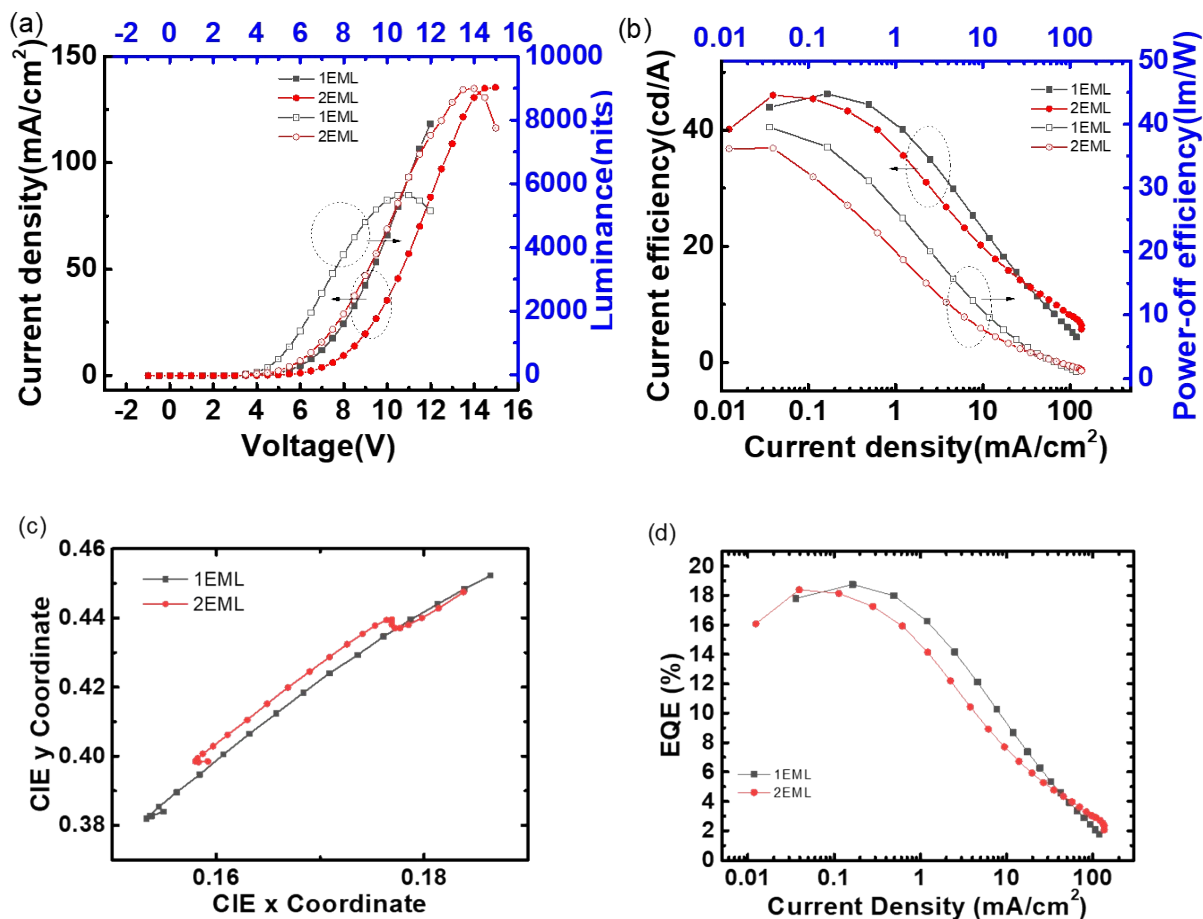 (a)
-2 0 2 4 6 8 10 12 14 16
150
100
50
0
Current density(mA/cm²)
1EML
2EML
1EML
2EML
10000
8000
6000
4000
2000
0
Luminance(nits)
-2 0 2 4 6 8 10 12 14 16
Voltage(V)
(b)
0.01 0.1 1 10 100
40
20
0
Current efficiency(cd/A)
1EML
2EML
1EML
2EML
50
40
30
20
10
0
Power-off efficiency(lm/W)
0.01 0.1 1 10 100
Current density(mA/cm²)
(c)
0.46
0.44
0.42
0.40
0.38
CIE y Coordinate
1EML
2EML
0.16 0.18
CIE x Coordinate
(d)
20
18
16
14
12
10
8
6
4
2
0
EQE (%)
1EML
2EML
0.01 0.1 1 10 100
Current Density (mA/cm²)